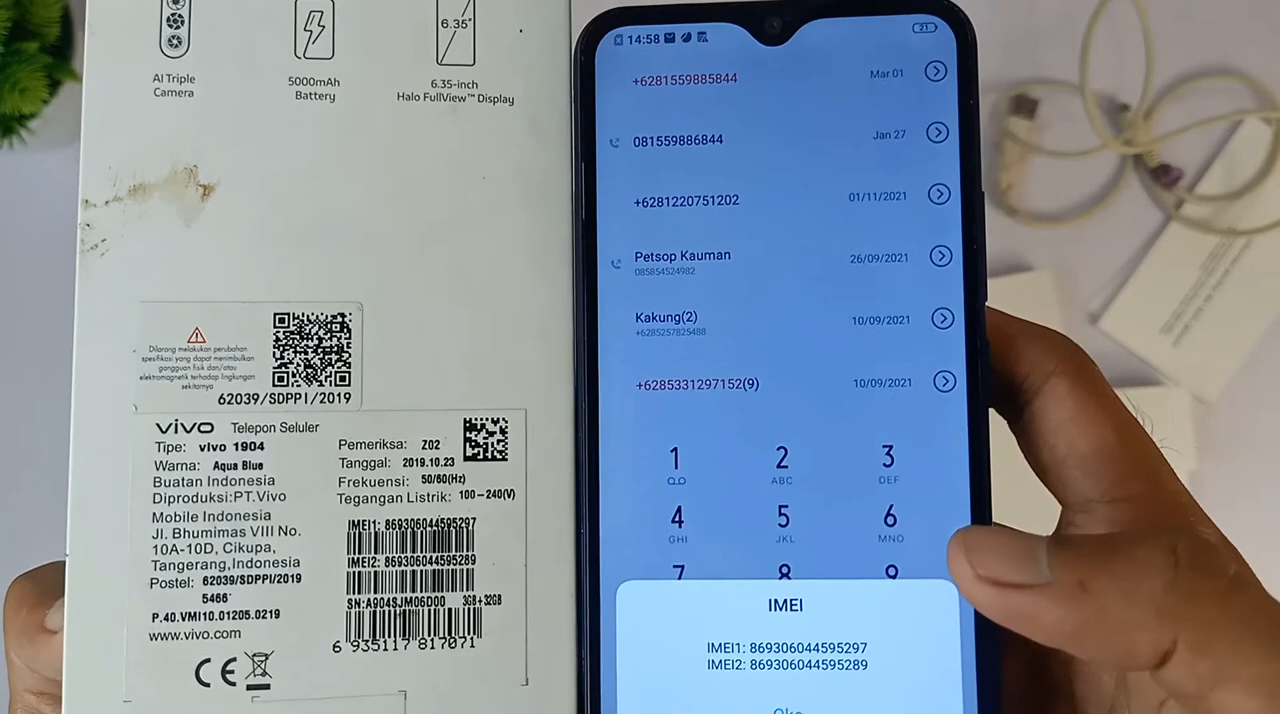 6.35"
AI Triple
Camera
5000mAh
Battery
6.35-inch
Halo FullView™ Display
Dilarang melakukan perubahan
spesifikasi yang dapat menimbulkan
gangguan fisik dan/atau
elektromagnetik terhadap lingkungan
sekitarnya
62039/SDPPI/2019
vivo Telepon Seluler
Tipe: vivo 1904
Warna: Aqua Blue
Buatan Indonesia
Diproduksi:PT.Vivo
Mobile Indonesia
Jl. Bhumimas VIII No.
10A-10D, Cikupa,
Tangerang,Indonesia
Postel: 62039/SDPPI/2019
5466
P.40.VMI10.01205.0219
www.vivo.com
CE
Pemeriksa: Z02
Tanggal: 2019.10.23
Frekuensi: 50/60(Hz)
Tegangan Listrik: 100-240(V)
IMEI1: 869306044595297
IMEI2: 869306044595289
SN:A904SJM06D00 3GB+32GB
6 935117 817071
14:58
21
+6281559885844 Mar 01
081559886844 Jan 27
+6281220751202 01/11/2021
Petsop Kauman 26/09/2021
085854524982
Kakung(2) 10/09/2021
+6285257825488
+6285331297152(9) 10/09/2021
1 2 3
ABC DEF
4 5 6
GHI JKL MNO
7 8 9
IMEI
IMEI1: 869306044595297
IMEI2: 869306044595289
Oke